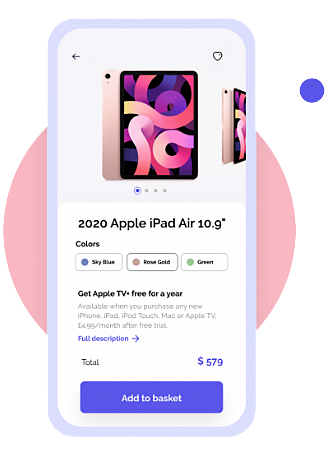 2020 Apple iPad Air 10.9"
Colors
Sky Blue Rose Gold Green
Get Apple TV+ free for a year
Available when you purchase any new
iPhone, iPad, iPod Touch, Mac or Apple TV,
£4.99/month after free trial.
Full description
Total $ 579
Add to basket